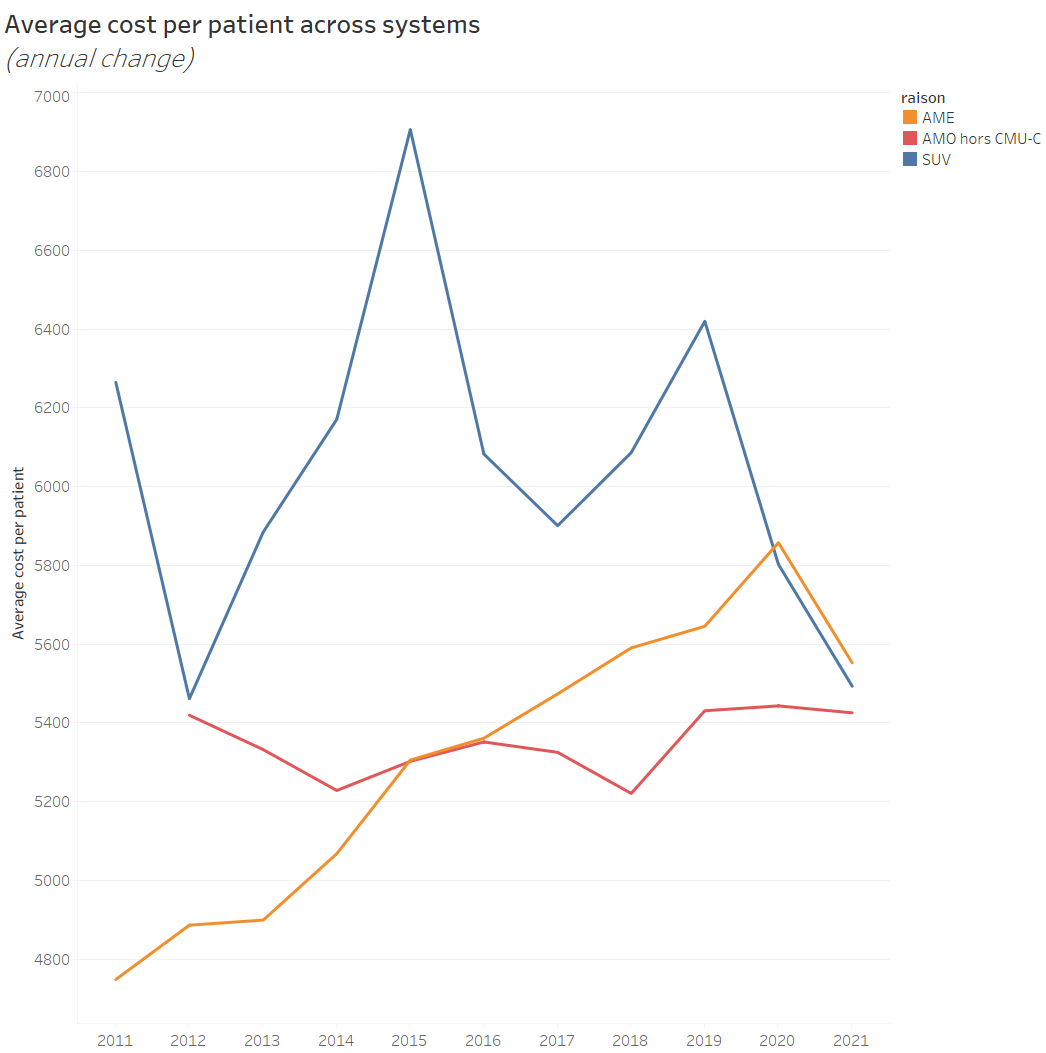 Average cost per patient across systems
(annual change)
raison
AME
AMO hors CMU-C
SUV
Average cost per patient
7000
6800
6600
6400
6200
6000
5800
5600
5400
5200
5000
4800
2011 2012 2013 2014 2015 2016 2017 2018 2019 2020 2021